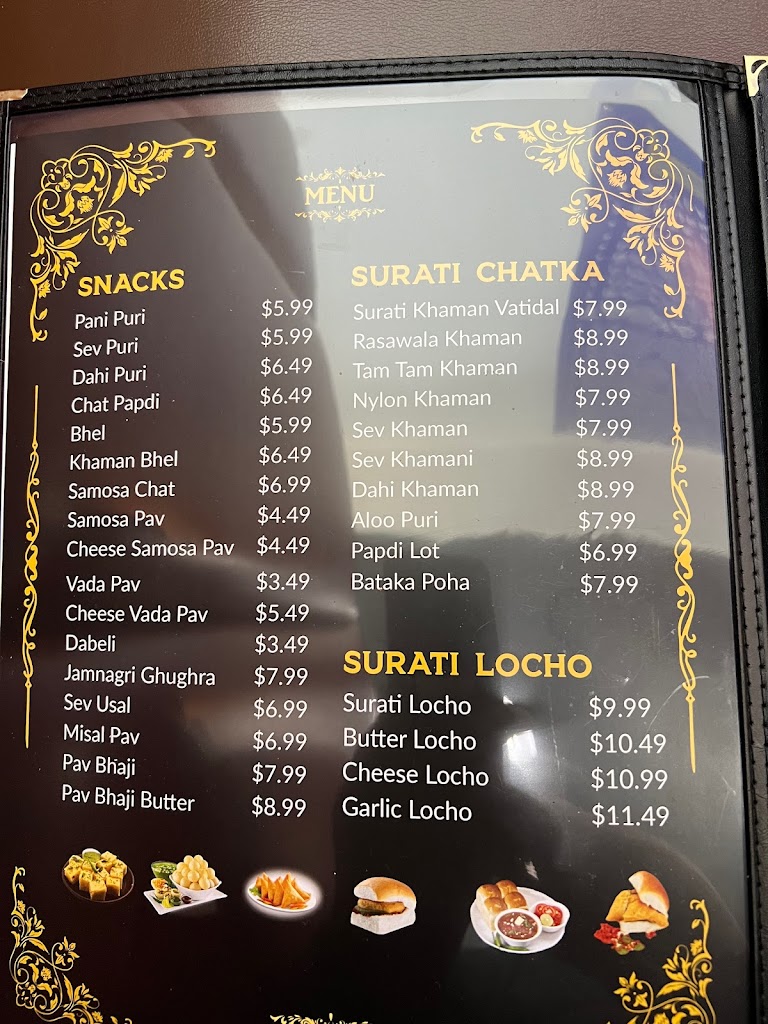 MENU
SNACKS
Pani Puri $5.99
Sev Puri $5.99
Dahi Puri $6.49
Chat Papdi $6.49
Bhel $5.99
Khaman Bhel $6.49
Samosa Chat $6.99
Samosa Pav $4.49
Cheese Samosa Pav $4.49
Vada Pav $3.49
Cheese Vada Pav $5.49
Dabeli $3.49
Jamnagri Ghughra $7.99
Sev Usal $6.99
Misal Pav $6.99
Pav Bhaji $7.99
Pav Bhaji Butter $8.99
SURATI CHATKA
Surati Khaman Vatidal $7.99
Rasawala Khaman $8.99
Tam Tam Khaman $8.99
Nylon Khaman $7.99
Sev Khaman $7.99
Sev Khamani $8.99
Dahi Khaman $8.99
Aloo Puri $7.99
Papdi Lot $6.99
Bataka Poha $7.99
SURATI LOCHO
Surati Locho $9.99
Butter Locho $10.49
Cheese Locho $10.99
Garlic Locho $11.49